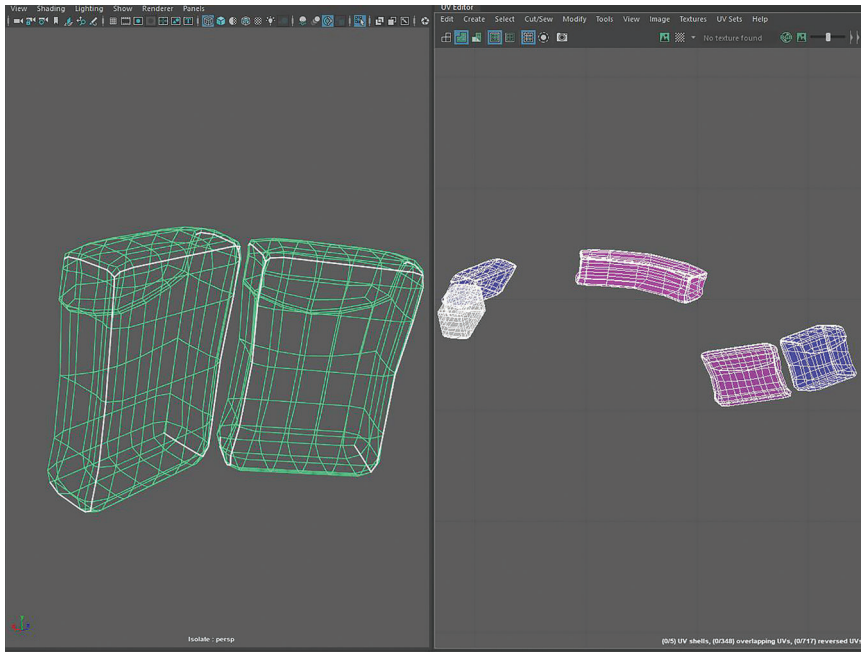 View Shading Lighting Show Renderer Panels
UV Editor
Edit Create Select Cut/Sew Modify Tools View Image Textures UV Sets Help
No texture found
Isolate : persp
(0/5) UV shells, (0/348) overlapping UVs, (0/717) reversed UVs